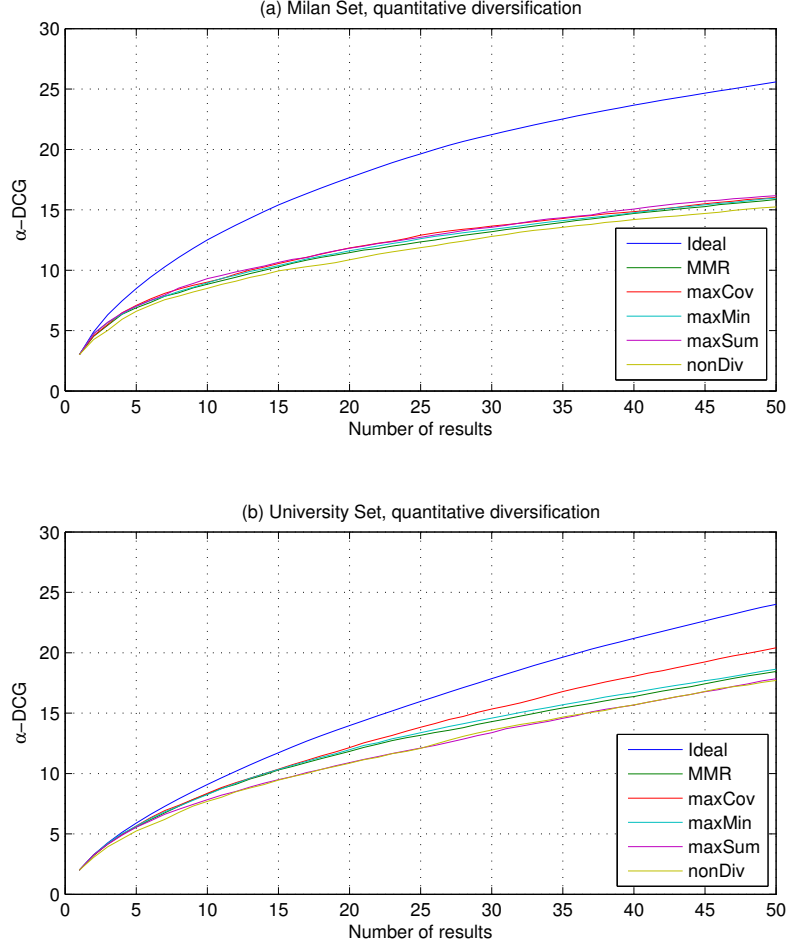 (a) Milan Set, quantitative diversification
30
25
20
15
10
5
0
α-DCG
Ideal
MMR
maxCov
maxMin
maxSum
nonDiv
0 5 10 15 20 25 30 35 40 45 50
Number of results
(b) University Set, quantitative diversification
30
25
20
15
10
5
0
α-DCG
Ideal
MMR
maxCov
maxMin
maxSum
nonDiv
0 5 10 15 20 25 30 35 40 45 50
Number of results